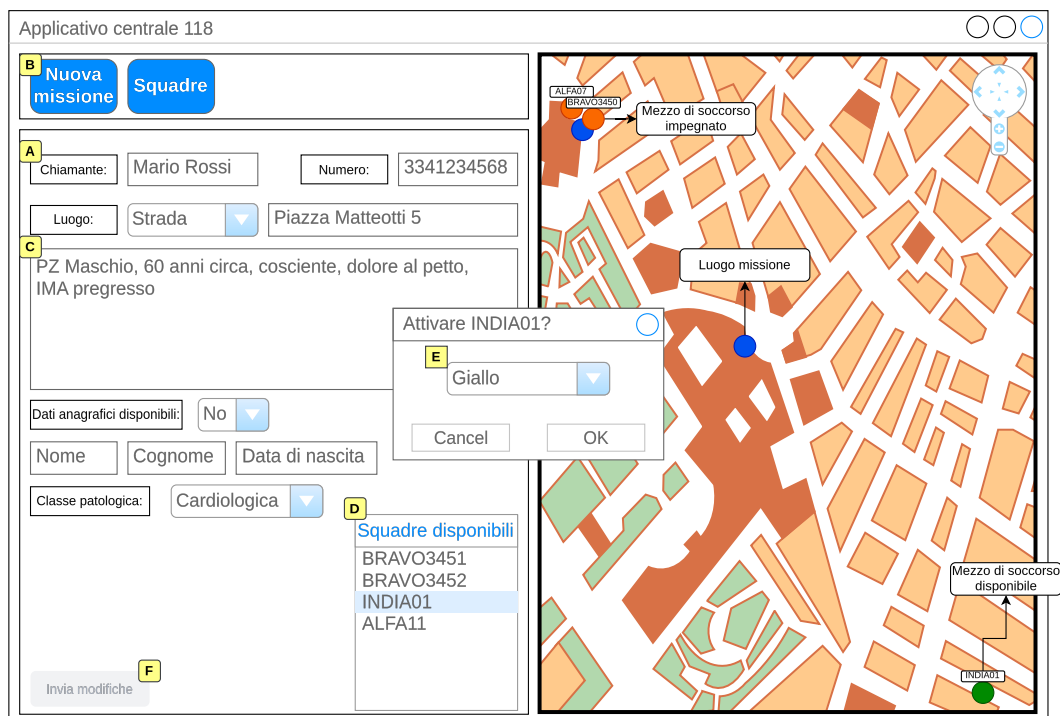 Applicativo centrale 118
B
Nuova
missione
Squadre
A
Chiamante:
Mario Rossi
Numero:
3341234568
Luogo:
Strada
Piazza Matteotti 5
C
PZ Maschio, 60 anni circa, cosciente, dolore al petto,
IMA pregresso
Attivare INDIA01?
E
Giallo
Cancel
OK
Dati anagrafici disponibili:
No
Nome
Cognome
Data di nascita
Classe patologica:
Cardiologica
D
Squadre disponibili
BRAVO3451
BRAVO3452
INDIA01
ALFA11
F
Invia modifiche
ALFA07
BRAVO3450
Mezzo di soccorso
impegnato
Luogo missione
Mezzo di soccorso
disponibile
INDIA01